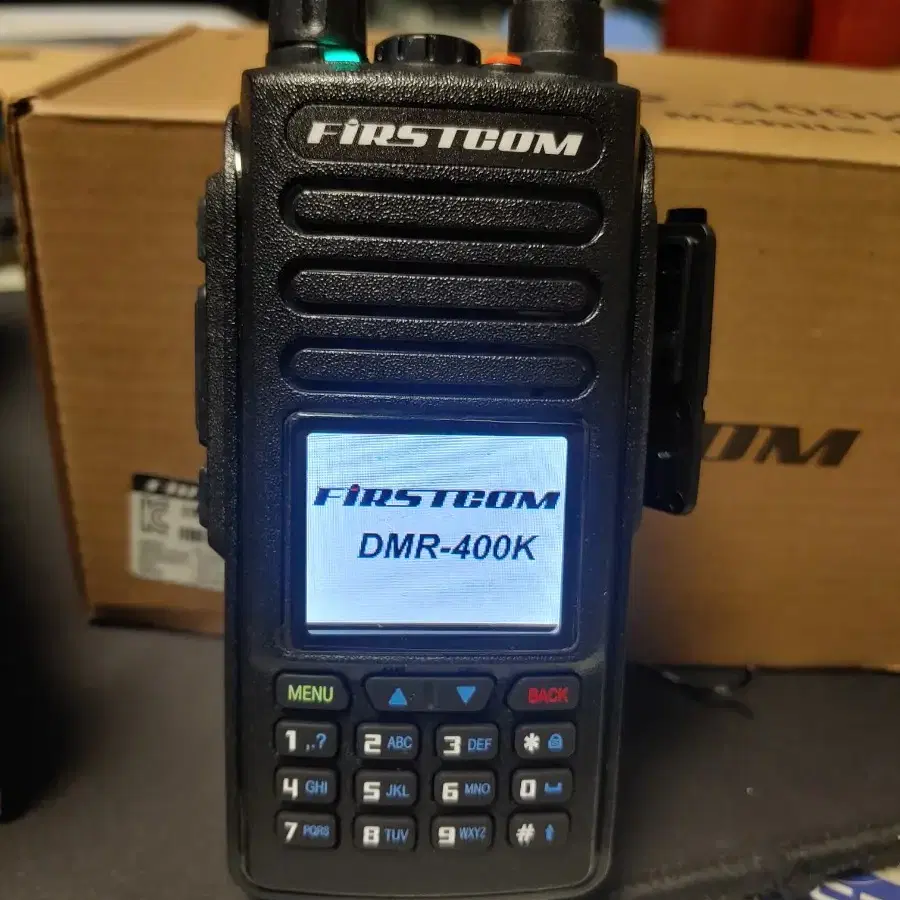 FiRSTCOM
FiRSTCOM
DMR-400K
MENU
BACK
1 ,.?
2 ABC
3 DEF
*
4 GHI
5 JKL
6 MNO
0
7 PQRS
8 TUV
9 WXYZ
#
OM